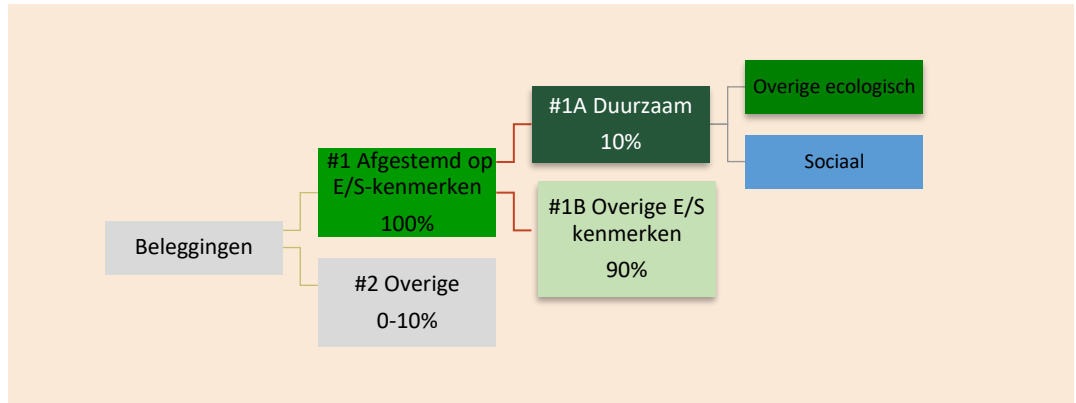 Beleggingen
#1 Afgestemd op
E/S-kenmerken
100%
#2 Overige
0-10%
#1A Duurzaam
10%
#1B Overige E/S
kenmerken
90%
Overige ecologisch
Sociaal